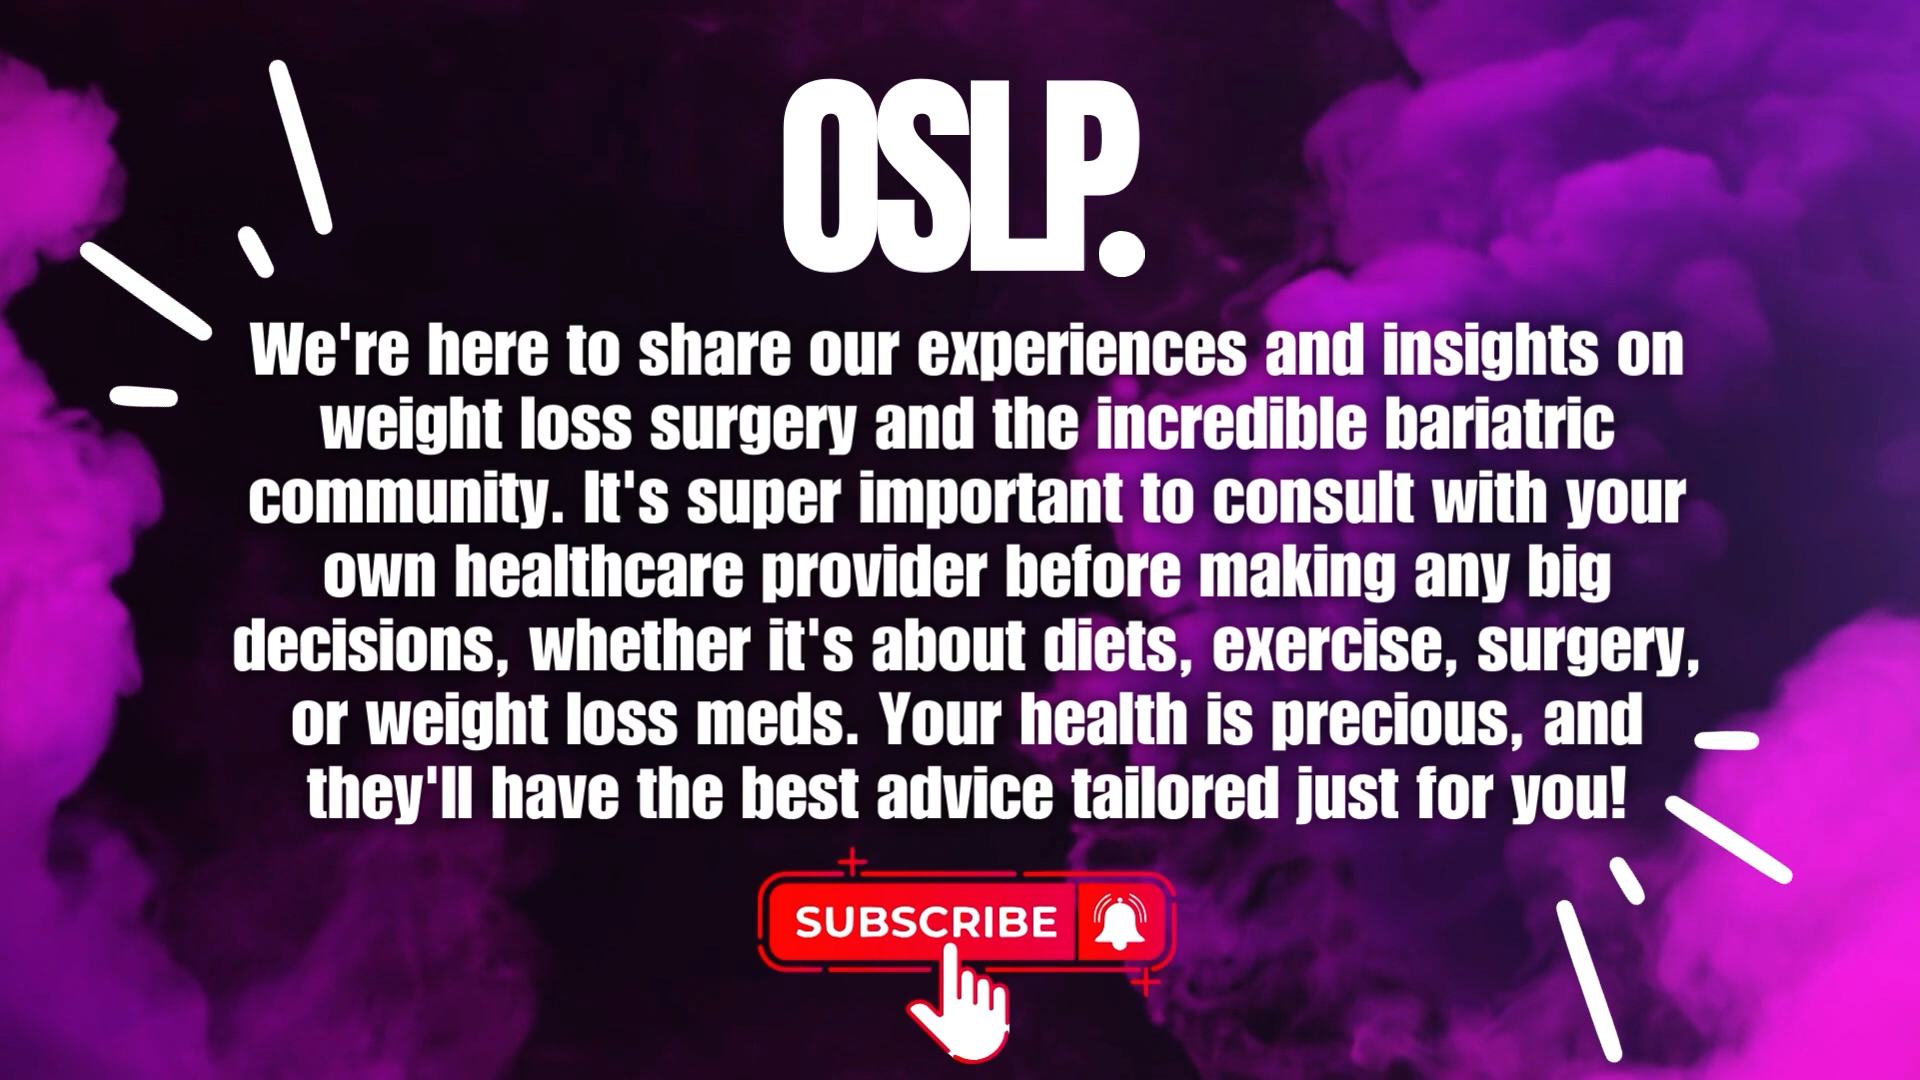 OSLP.
We're here to share our experiences and insights on
weight loss surgery and the incredible bariatric
community. It's super important to consult with your
own healthcare provider before making any big
decisions, whether it's about diets, exercise, surgery,
or weight loss meds. Your health is precious, and
they'll have the best advice tailored just for you!
SUBSCRIBE